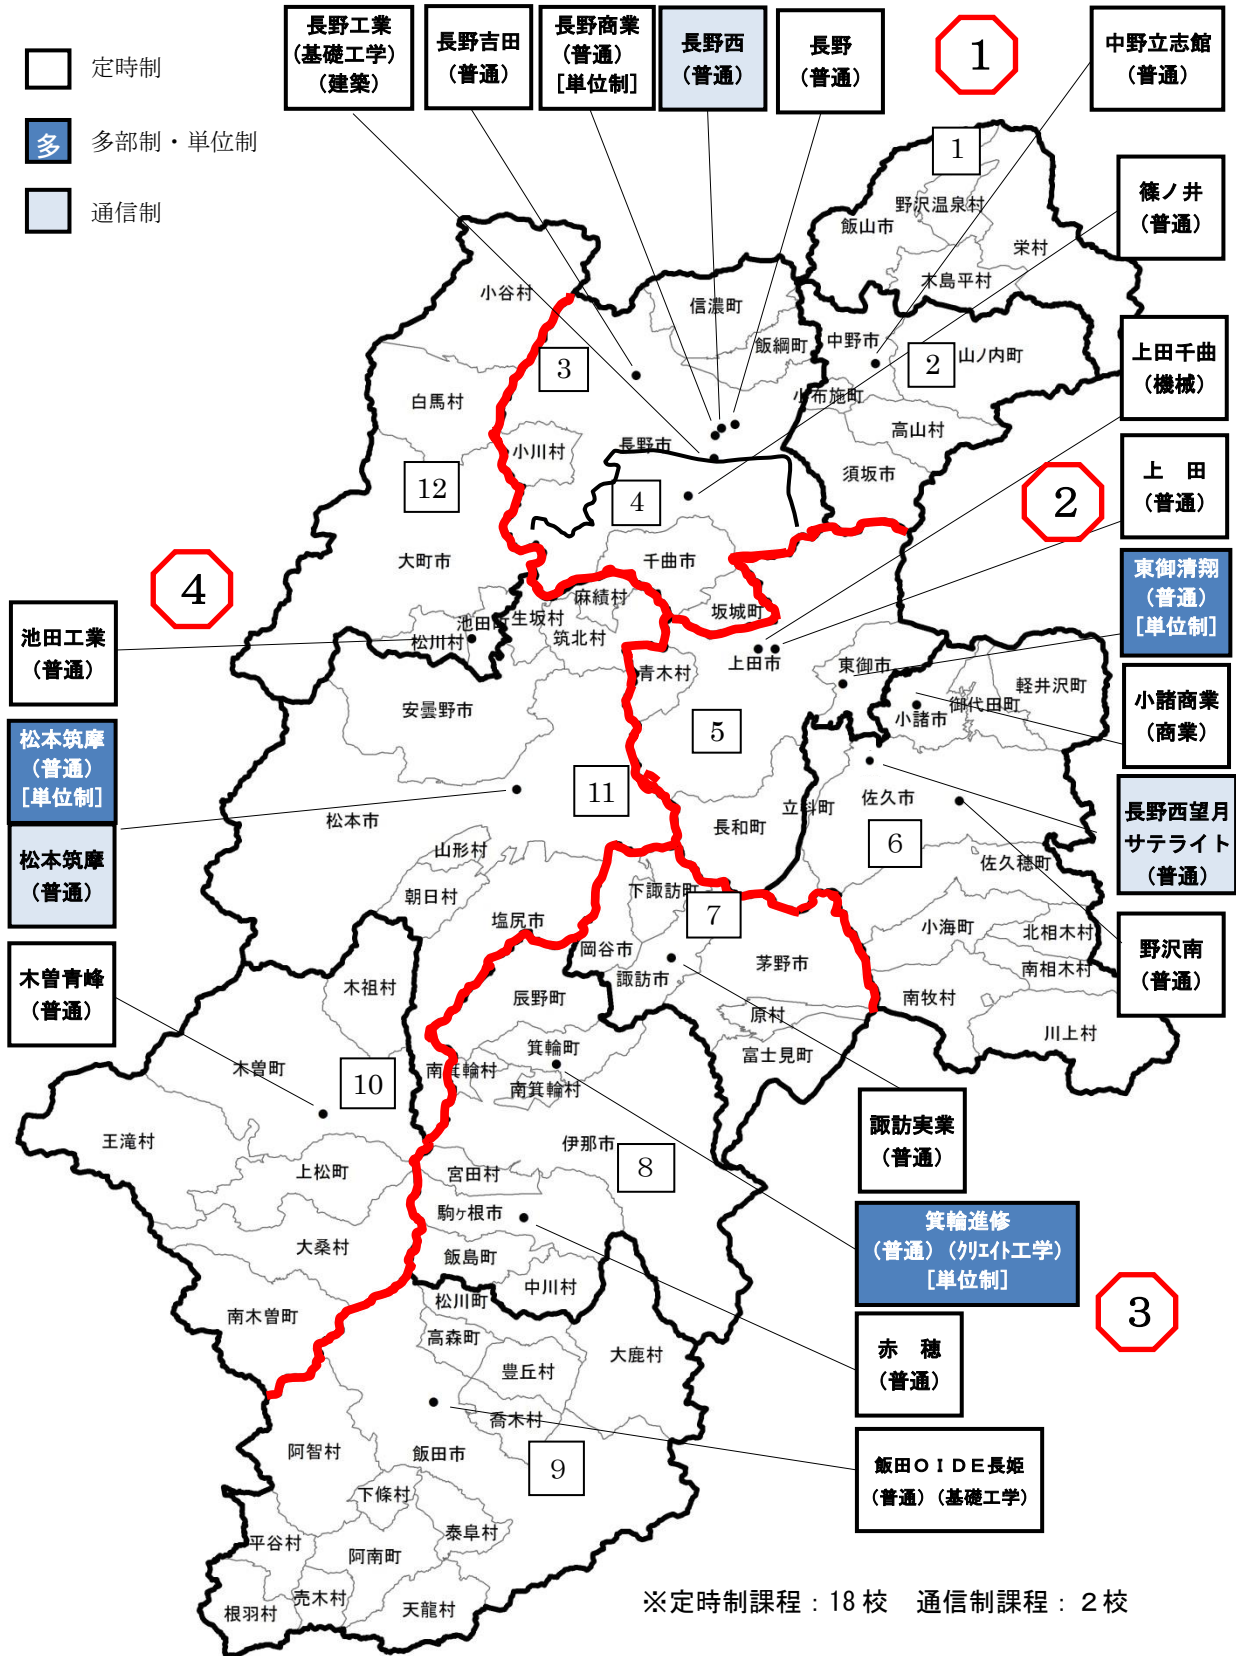 定時制
多
多部制・単位制
通信制
長野工業
(基礎工学)
(建築)
長野吉田
(普通)
長野商業
(普通)
[単位制]
長野西
(普通)
長野
(普通)
1
中野立志館
(普通)
篠ノ井
(普通)
上田千曲
(機械)
上　田
(普通)
2
東御清翔
(普通)
[単位制]
小諸商業
(商業)
長野西望月
サテライト
(普通)
野沢南
(普通)
4
池田工業
(普通)
松本筑摩
(普通)
[単位制]
松本筑摩
(普通)
木曽青峰
(普通)
諏訪実業
(普通)
箕輪進修
(普通)(クリエイト工学)
[単位制]
3
赤　穂
(普通)
飯田ＯＩＤＥ長姫
(普通)(基礎工学)
1
野沢温泉村
飯山市
栄村
木島平村
小谷村
信濃町
飯綱町
中野市
2
山ノ内町
3
白馬村
小布施町
高山村
小川村
長野市
須坂市
12
4
大町市
千曲市
麻績村
坂城町
池田町
生坂村
筑北村
松川村
上田市
東御市
青木村
軽井沢町
御代田町
小諸市
安曇野市
5
11
立科町
佐久市
松本市
長和町
6
山形村
佐久穂町
朝日村
下諏訪町
7
塩尻市
小海町
北相木村
岡谷市
茅野市
南相木村
諏訪市
木祖村
辰野町
南牧村
原村
川上村
箕輪町
富士見町
木曽町
10
南箕輪村
南箕輪村
王滝村
伊那市
8
上松町
宮田村
駒ヶ根市
大桑村
飯島町
中川村
南木曽町
松川町
高森町
大鹿村
豊丘村
喬木村
阿智村
飯田市
9
下條村
泰阜村
平谷村
阿南町
売木村
根羽村
天龍村
※定時制課程：18校　通信制課程：２校